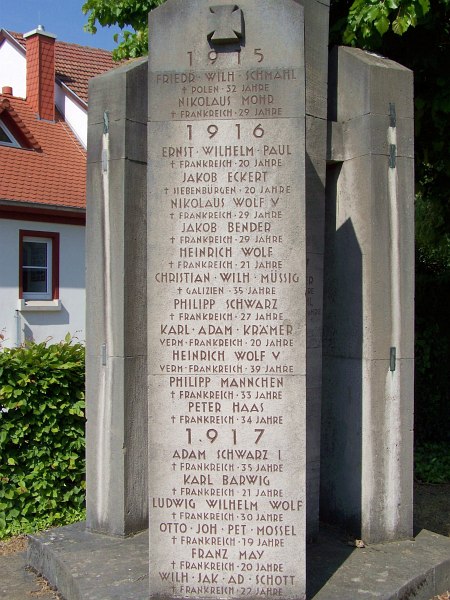 1915
FRIEDR · WILH · SCHMAHL
† POLEN · 32 JAHRE
NIKOLAUS MOHR
† FRANKREICH · 29 JAHRE
1916
ERNST · WILHELM · PAUL
† FRANKREICH · 20 JAHRE
JAKOB ECKERT
† SIEBENBÜRGEN · 20 JAHRE
NIKOLAUS WOLF V
† FRANKREICH · 29 JAHRE
JAKOB BENDER
† FRANKREICH · 29 JAHRE
HEINRICH WOLF
† FRANKREICH · 21 JAHRE
CHRISTIAN · WILH · MÜSSIG
† GALIZIEN · 35 JAHRE
PHILIPP SCHWARZ
† FRANKREICH · 27 JAHRE
KARL · ADAM · KRÄMER
VERM · FRANKREICH · 20 JAHRE
HEINRICH WOLF V
VERM · FRANKREICH · 39 JAHRE
PHILIPP MANNCHEN
† FRANKREICH · 33 JAHRE
PETER HAAS
† FRANKREICH · 34 JAHRE
1.917
ADAM SCHWARZ I
† FRANKREICH · 35 JAHRE
KARL BARWIG
† FRANKREICH · 21 JAHRE
LUDWIG WILHELM WOLF
† FRANKREICH · 30 JAHRE
OTTO · JOH · PET · MOSSEL
† FRANKREICH · 19 JAHRE
FRANZ MAY
† FRANKREICH · 20 JAHRE
WILH · JAK · AD · SCHOTT
† FRANKREICH · 22 JAHRE